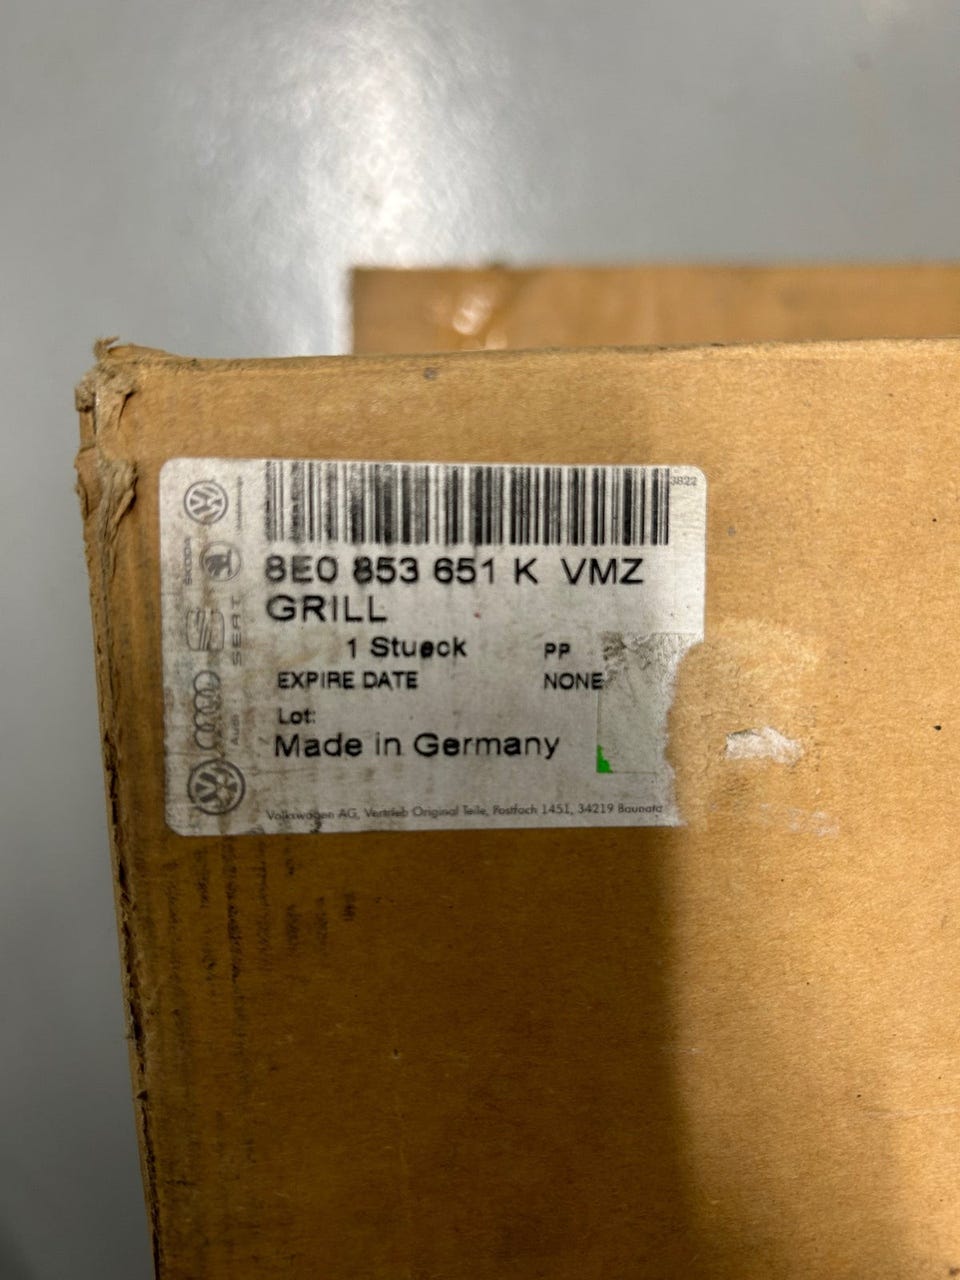 3822
8E0 853 651 K VMZ
GRILL
1 Stueck PP
EXPIRE DATE NONE
Lot:
Made in Germany
Volkswagen AG, Vertrieb Original Teile, Postfach 1451, 34219 Baunata
SKODA
SEAT
Audi